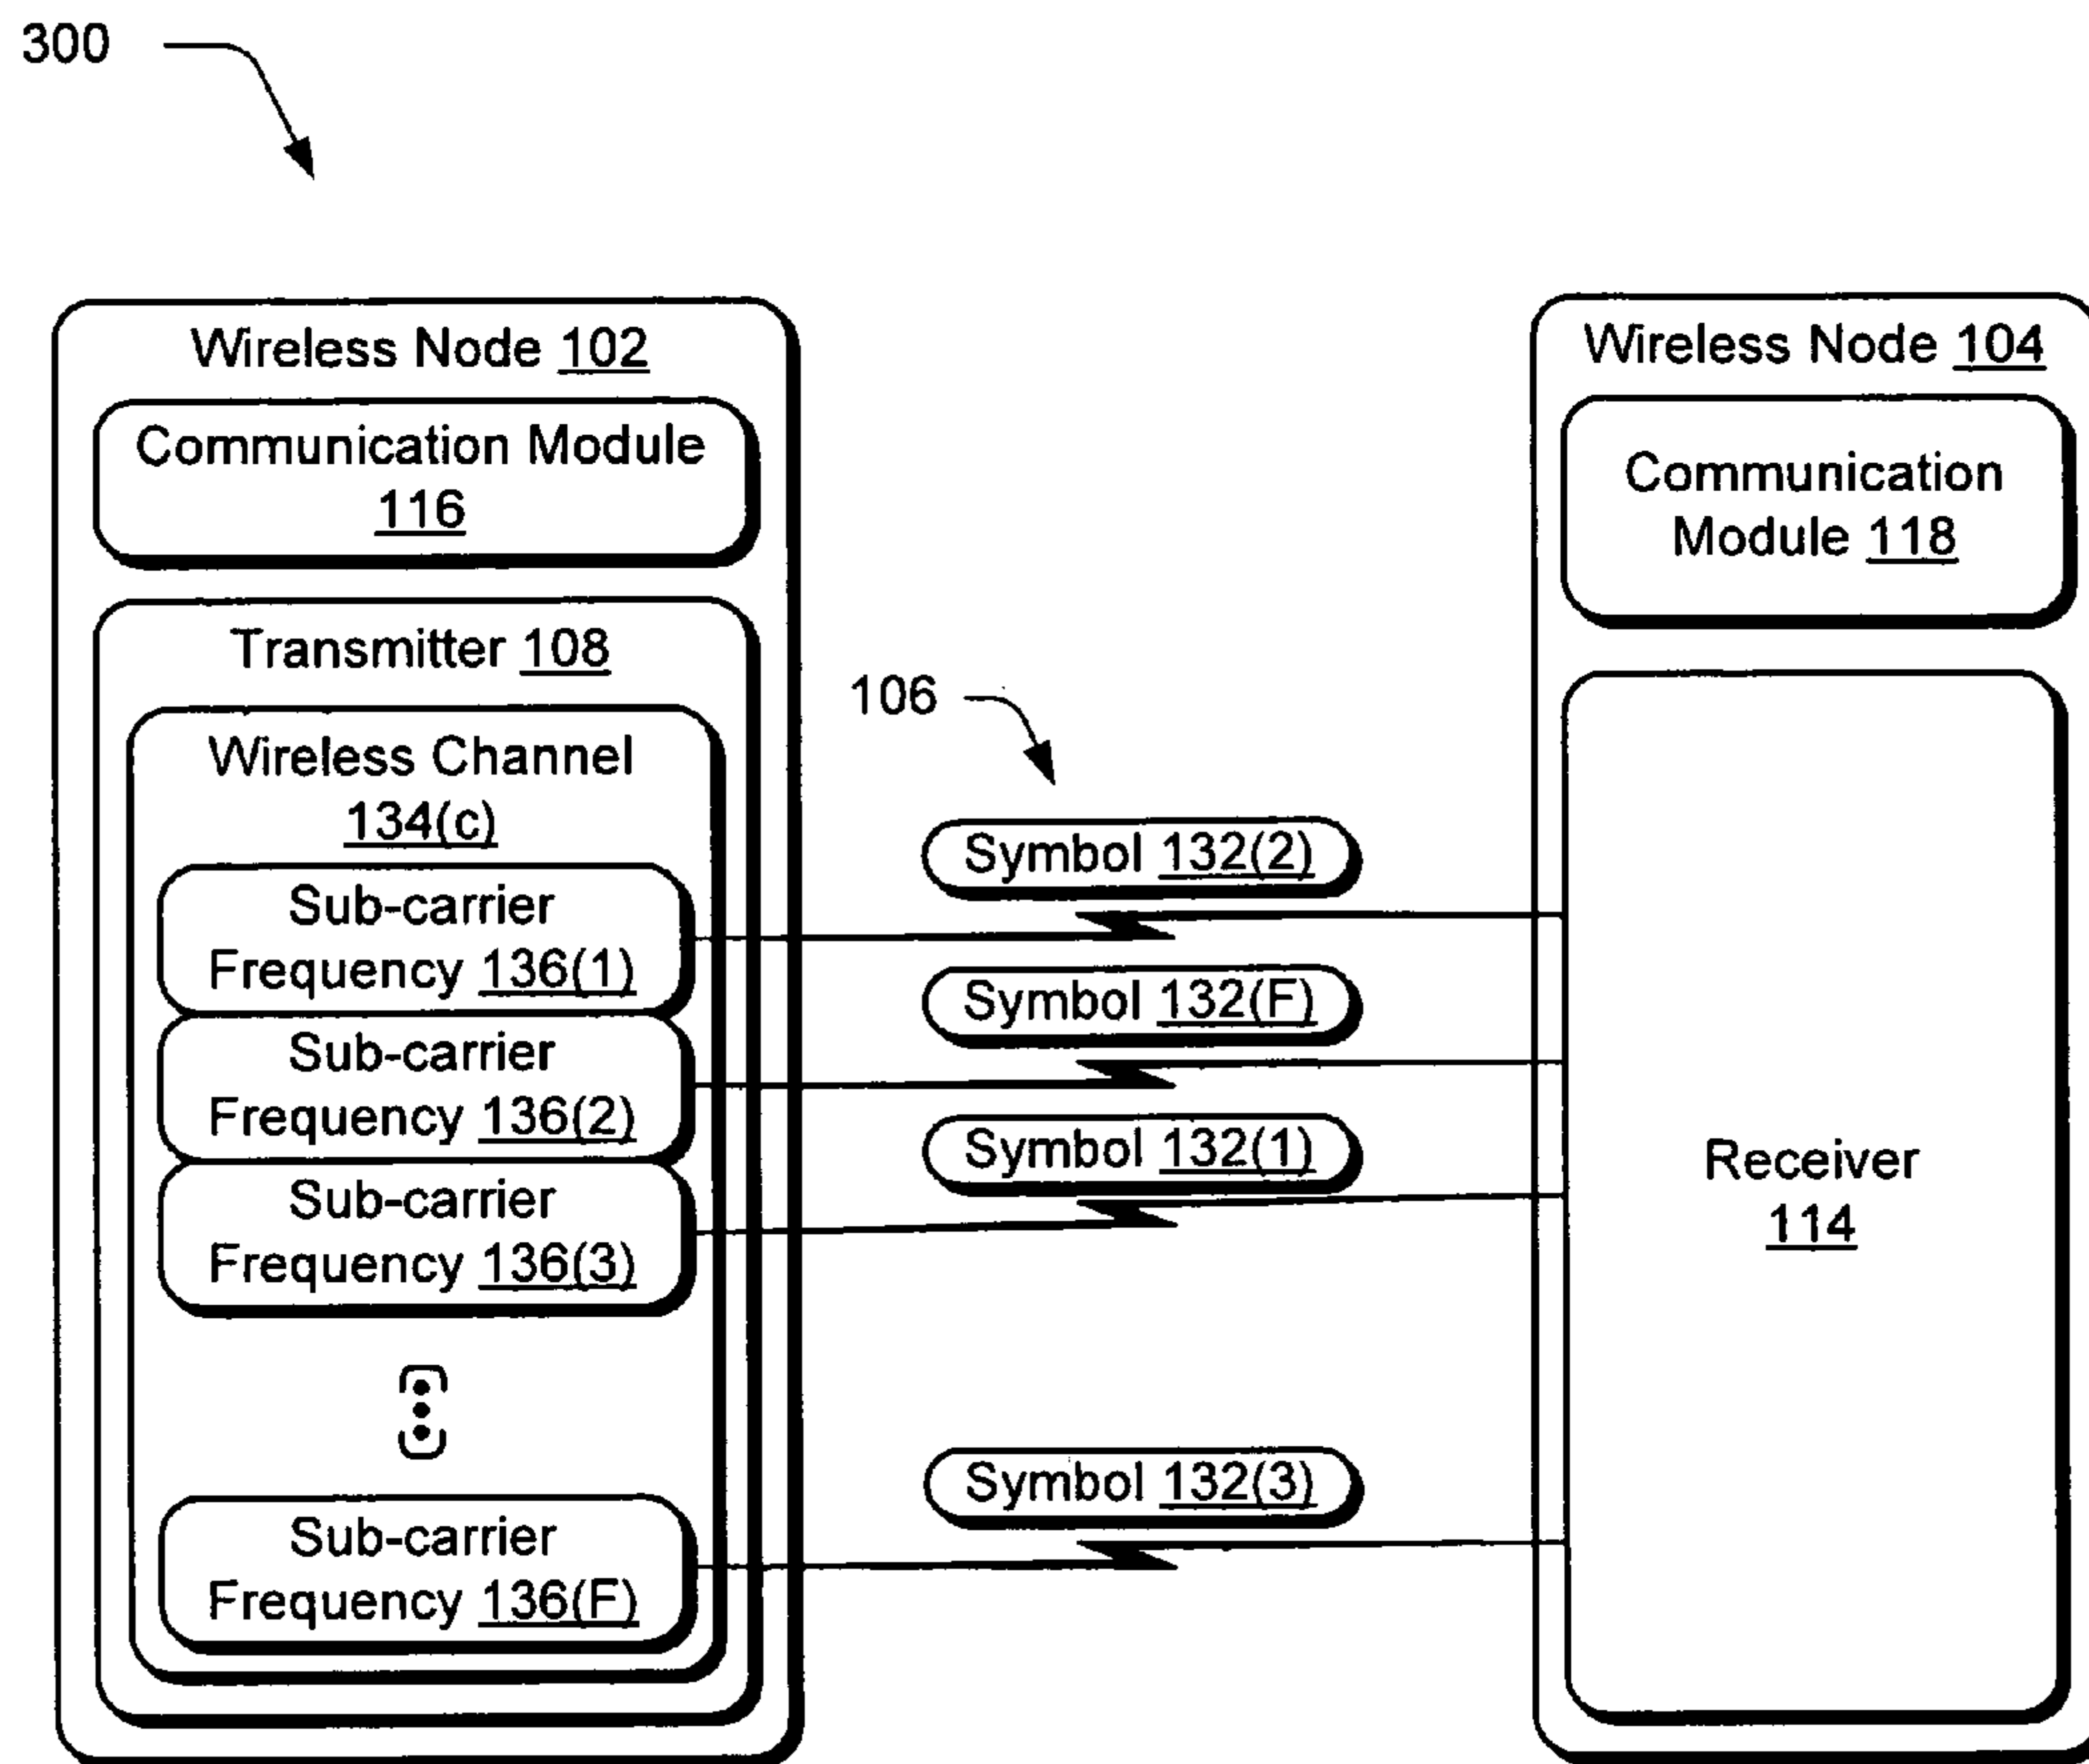 300
Wireless Node 102
Communication Module
116
Transmitter 108
Wireless Channel
134(c)
Sub-carrier
Frequency 136(1)
Sub-carrier
Frequency 136(2)
Sub-carrier
Frequency 136(3)
Sub-carrier
Frequency 136(F)
106
Symbol 132(2)
Symbol 132(F)
Symbol 132(1)
Symbol 132(3)
Wireless Node 104
Communication
Module 118
Receiver
114